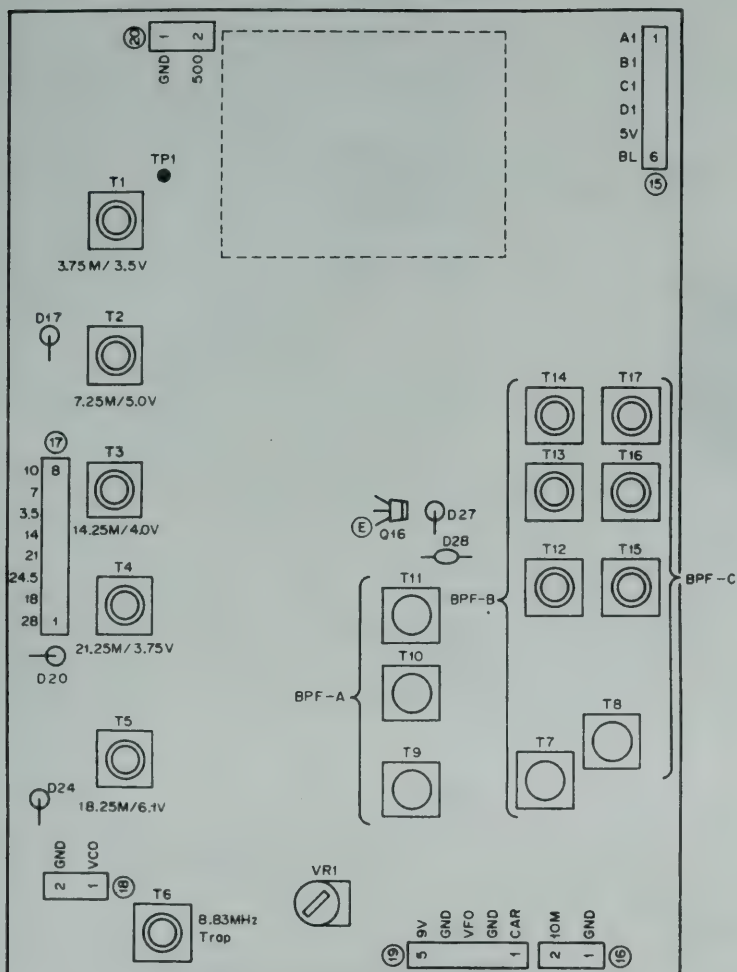 20
1 2
GND 500
A1 1
B1
C1
D1
5V
BL 6
15
TP1
T1
3.75M/3.5V
D17
T2
7.25M/5.0V
17
10 8
7
3.5
14
21
24.5
18
28 1
T3
14.25M/4.0V
T4
21.25M/3.75V
D20
T5
18.25M/6.1V
D24
GND VCO
2 1
18
T6
8.83MHz
Trap
VR1
T14 T17
T13 T16
T12 T15
E
Q16
D27
D28
T11
T10
T9
BPF-A
BPF-B
BPF-C
T8
T7
9V GND VFO GND CAR
19
5 1
10M GND
2 1
16